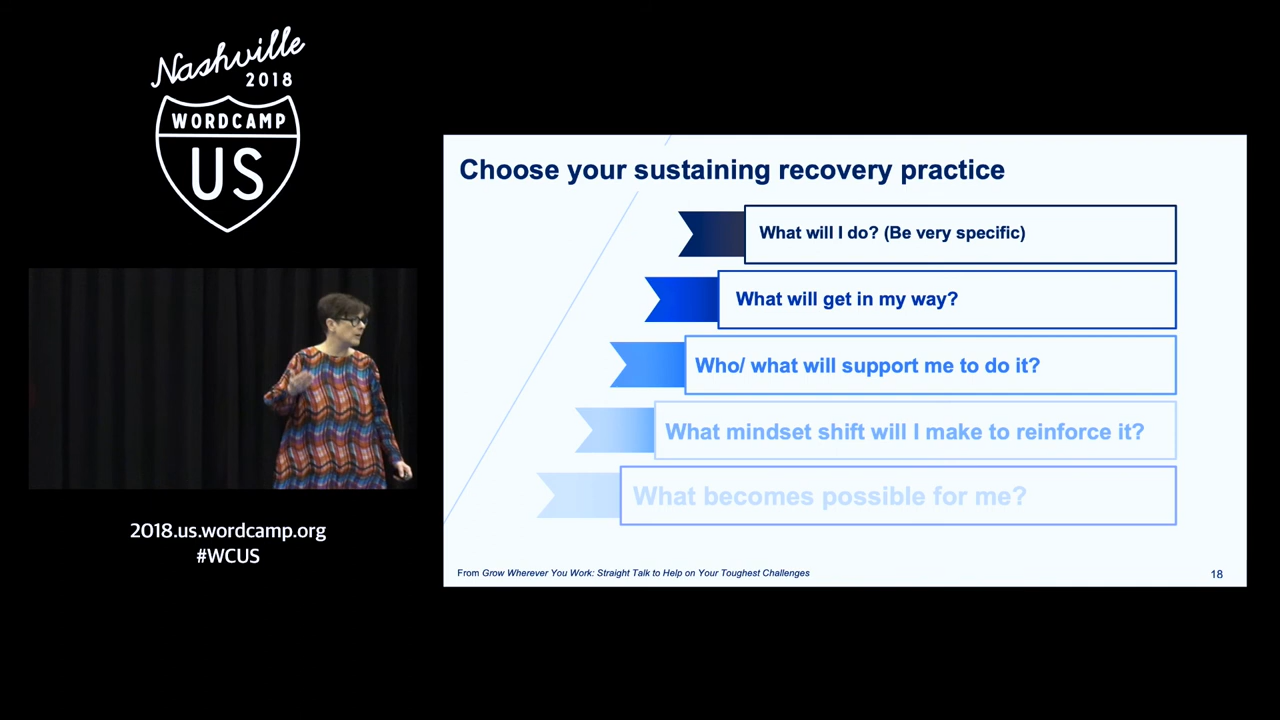 Nashville
2018
WORDCAMP
US
2018.us.wordcamp.org
#WCUS
Choose your sustaining recovery practice
What will I do? (Be very specific)
What will get in my way?
Who/ what will support me to do it?
What mindset shift will I make to reinforce it?
What becomes possible for me?
From Grow Wherever You Work: Straight Talk to Help on Your Toughest Challenges
18